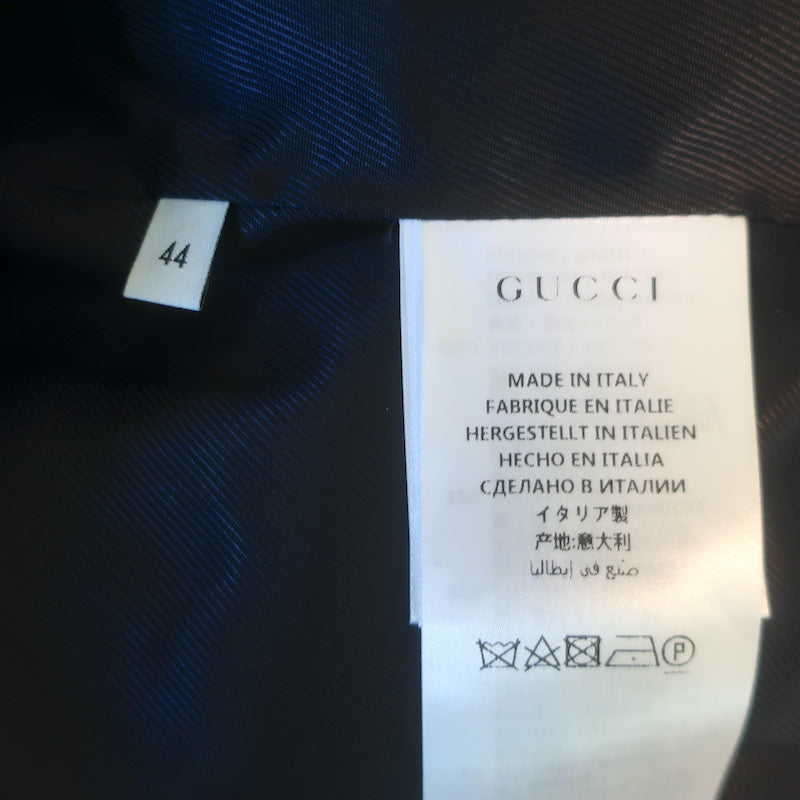 44
GUCCI
MADE IN ITALY
FABRIQUE EN ITALIE
HERGESTELLT IN ITALIEN
HECHO EN ITALIA
СДЕЛАНО В ИТАЛИИ
イタリア製
产地:意大利
صنع في إيطاليا
P